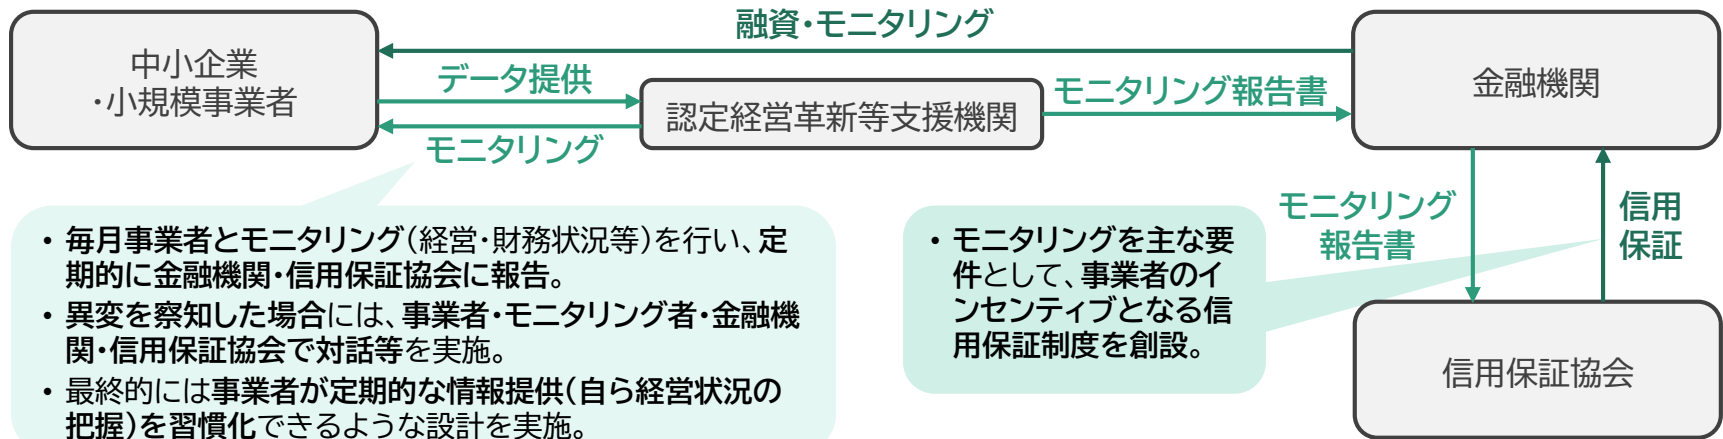 融資・モニタリング
中小企業
・小規模事業者
データ提供
モニタリング
認定経営革新等支援機関
モニタリング報告書
金融機関
• 毎月事業者とモニタリング（経営・財務状況等）を行い、定
期的に金融機関・信用保証協会に報告。
• 異変を察知した場合には、事業者・モニタリング者・金融機
関・信用保証協会で対話等を実施。
• 最終的には事業者が定期的な情報提供（自ら経営状況の
把握）を習慣化できるような設計を実施。
• モニタリングを主な要
件として、事業者のイ
ンセンティブとなる信
用保証制度を創設。
モニタリング
報告書
信用
保証
信用保証協会